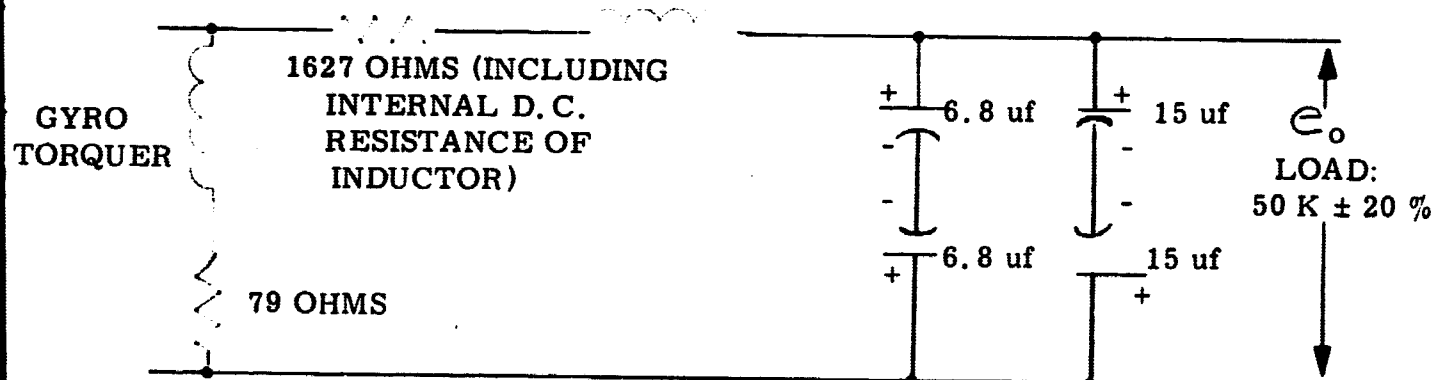 1627 OHMS (INCLUDING
INTERNAL D. C.
RESISTANCE OF
INDUCTOR)
GYRO
TORQUER
79 OHMS
+
6.8 uf
-
-
6.8 uf
+
+
15 uf
-
-
15 uf
+
eo
LOAD:
50 K ± 20 %